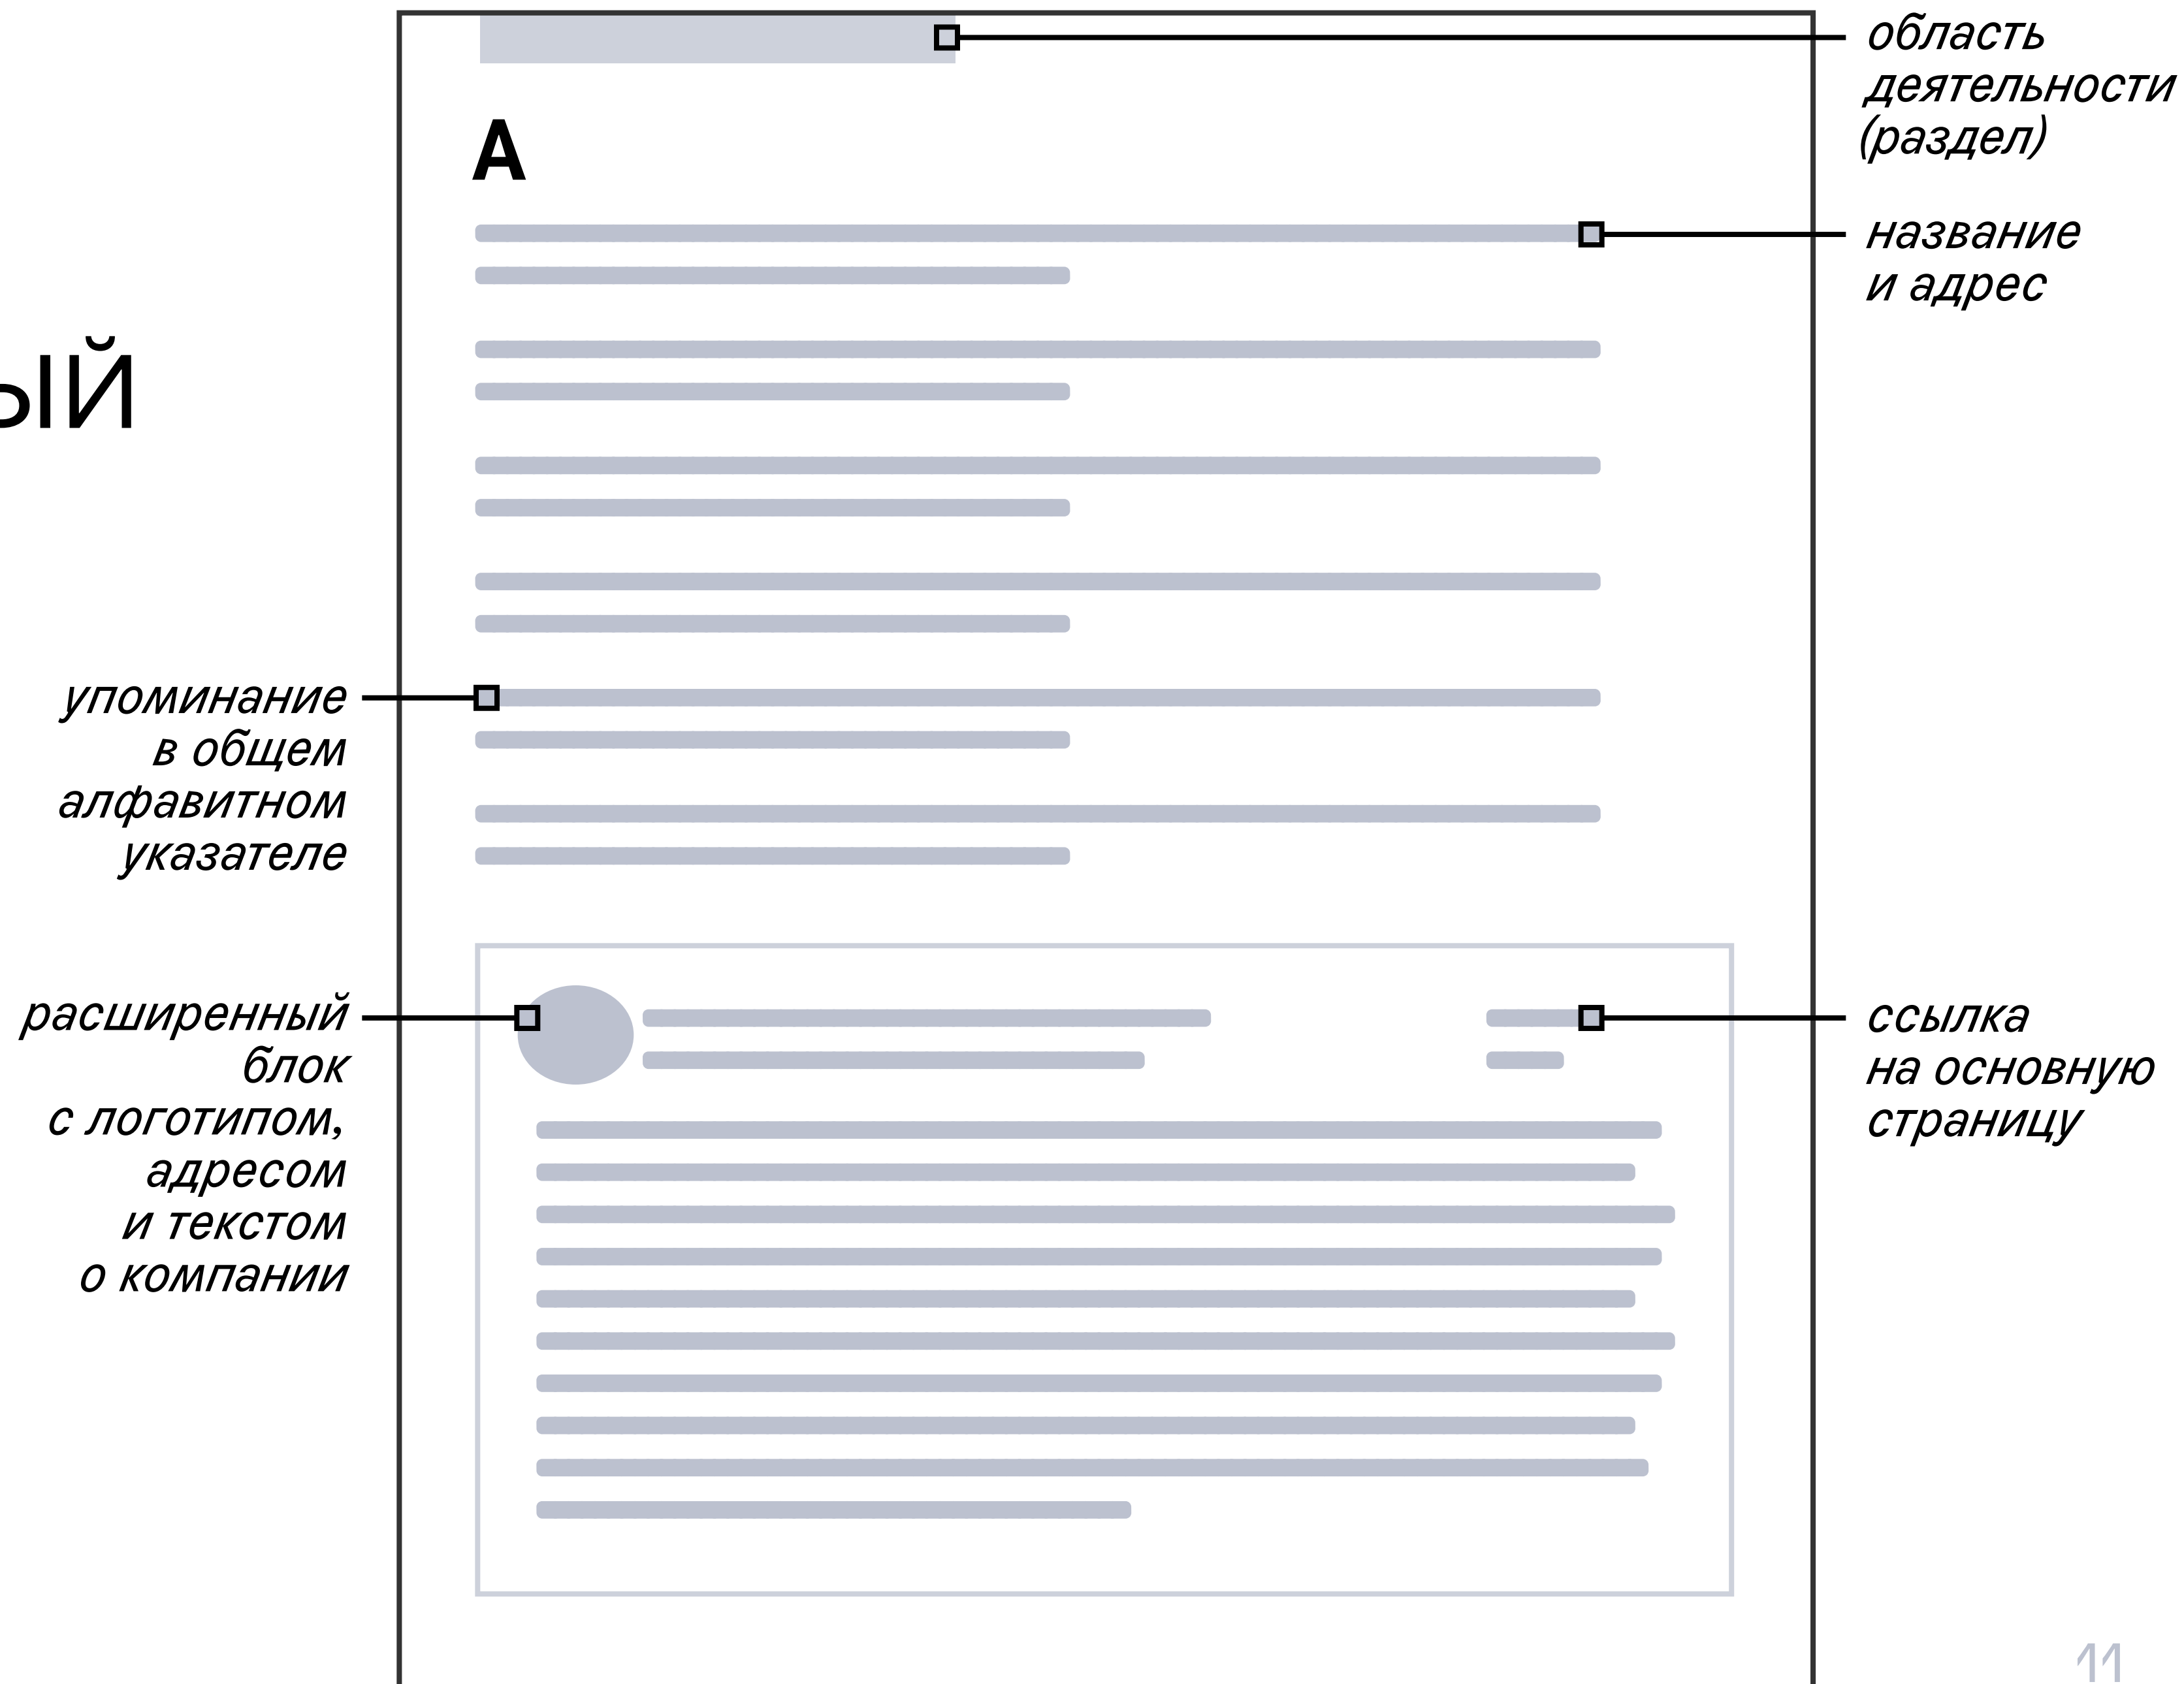 область
деятельности
(раздел)
А
название
и адрес
ый
упоминание
в общем
алфавитном
указателе
расширенный
блок
с логотипом,
адресом
и текстом
о компании
ссылка
на основную
страницу
11